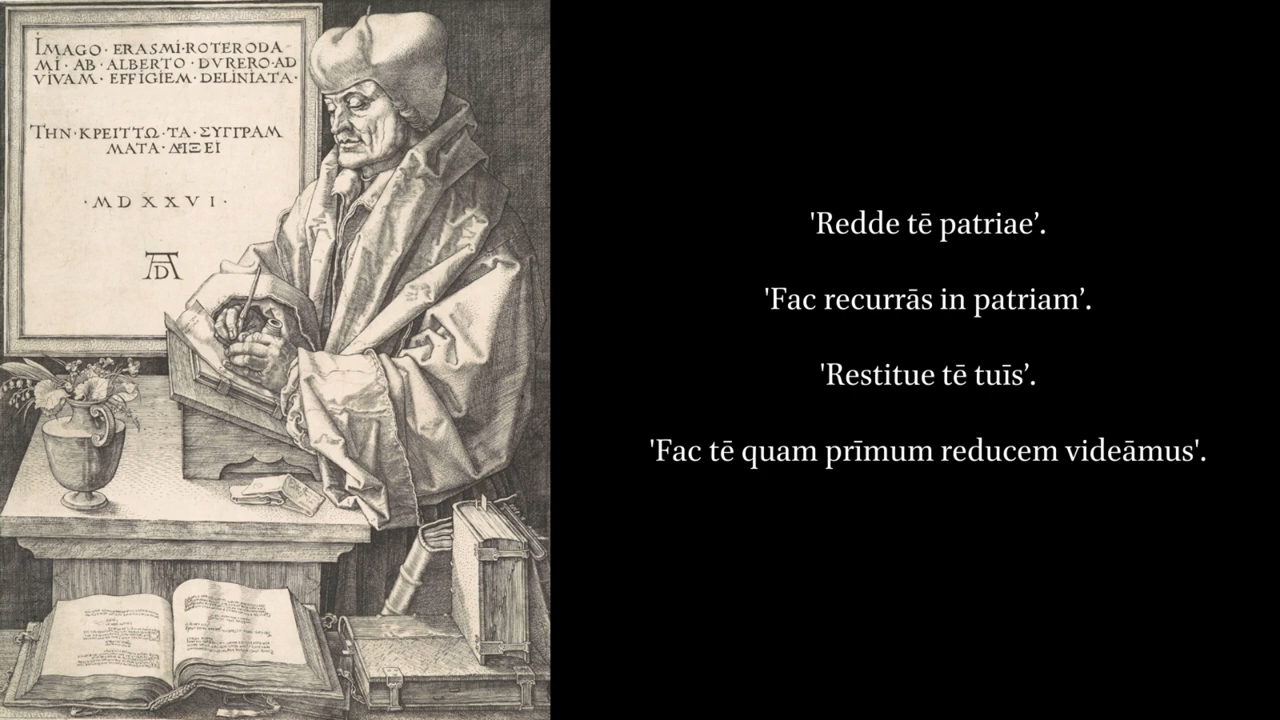 IMAGO · ERASMI · ROTERODA
MI · AB · ALBERTO · DVRERO · AD
VIVAM · EFFIGIEM · DELINIATA ·
ΤΗΝ · ΚΡΕΙΤΤΩ · ΤΑ · ΣΥΓΓΡΑΜ
ΜΑΤΑ · ΔΙΞΕΙ
· MDXXVI ·
AD
'Redde tē patriae’.
'Fac recurrās in patriam’.
'Restitue tē tuīs’.
'Fac tē quam prīmum reducem videāmus'.